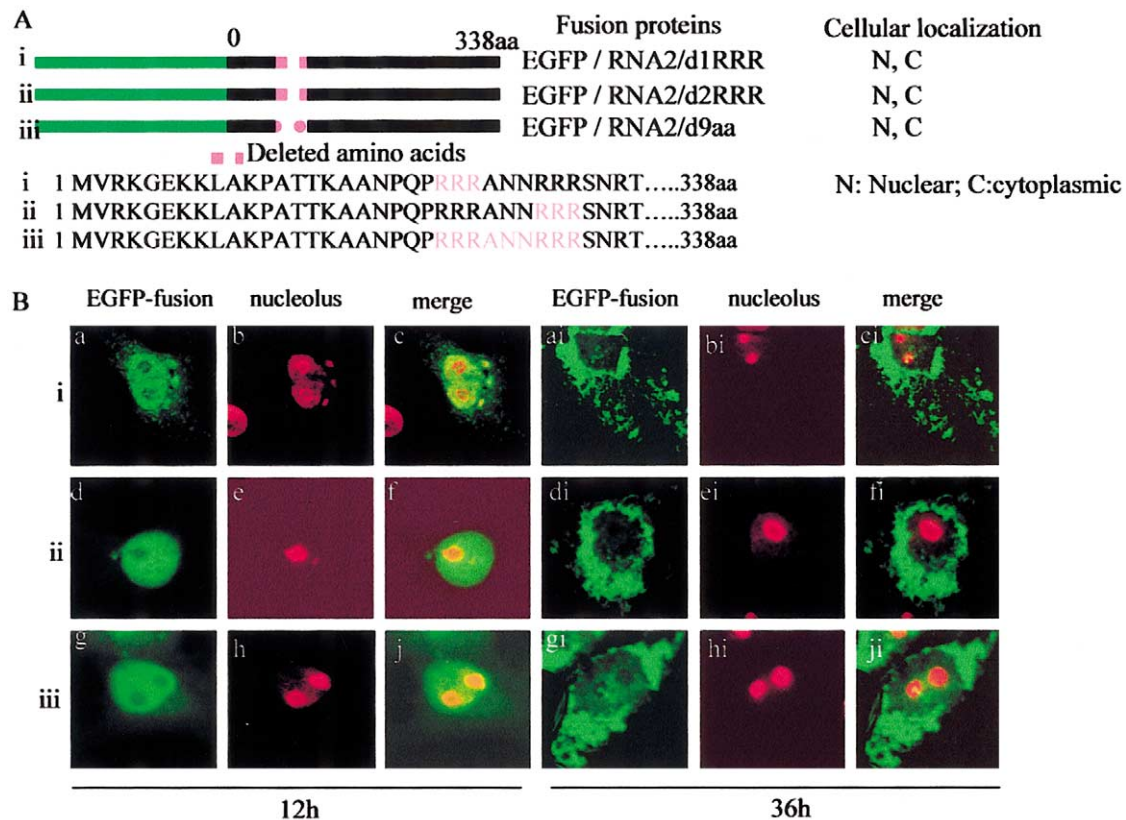 A
0 338aa Fusion proteins Cellular localization
i EGFP / RNA2/d1RRR N, C
ii EGFP / RNA2/d2RRR N, C
iii EGFP / RNA2/d9aa N, C
Deleted amino acids
i 1 MVRKGEKKLAKPATTKAANPQPRRRANNRRRSNRT.....338aa N: Nuclear; C:cytoplasmic
ii 1 MVRKGEKKLAKPATTKAANPQPRRRANNRRRSNRT.....338aa
iii 1 MVRKGEKKLAKPATTKAANPQPRRRANNRRRSNRT.....338aa
B EGFP-fusion nucleolus merge EGFP-fusion nucleolus merge
i a b c ai bi ci
ii d e f di ei fi
iii g h j gi hi ji
12h 36h